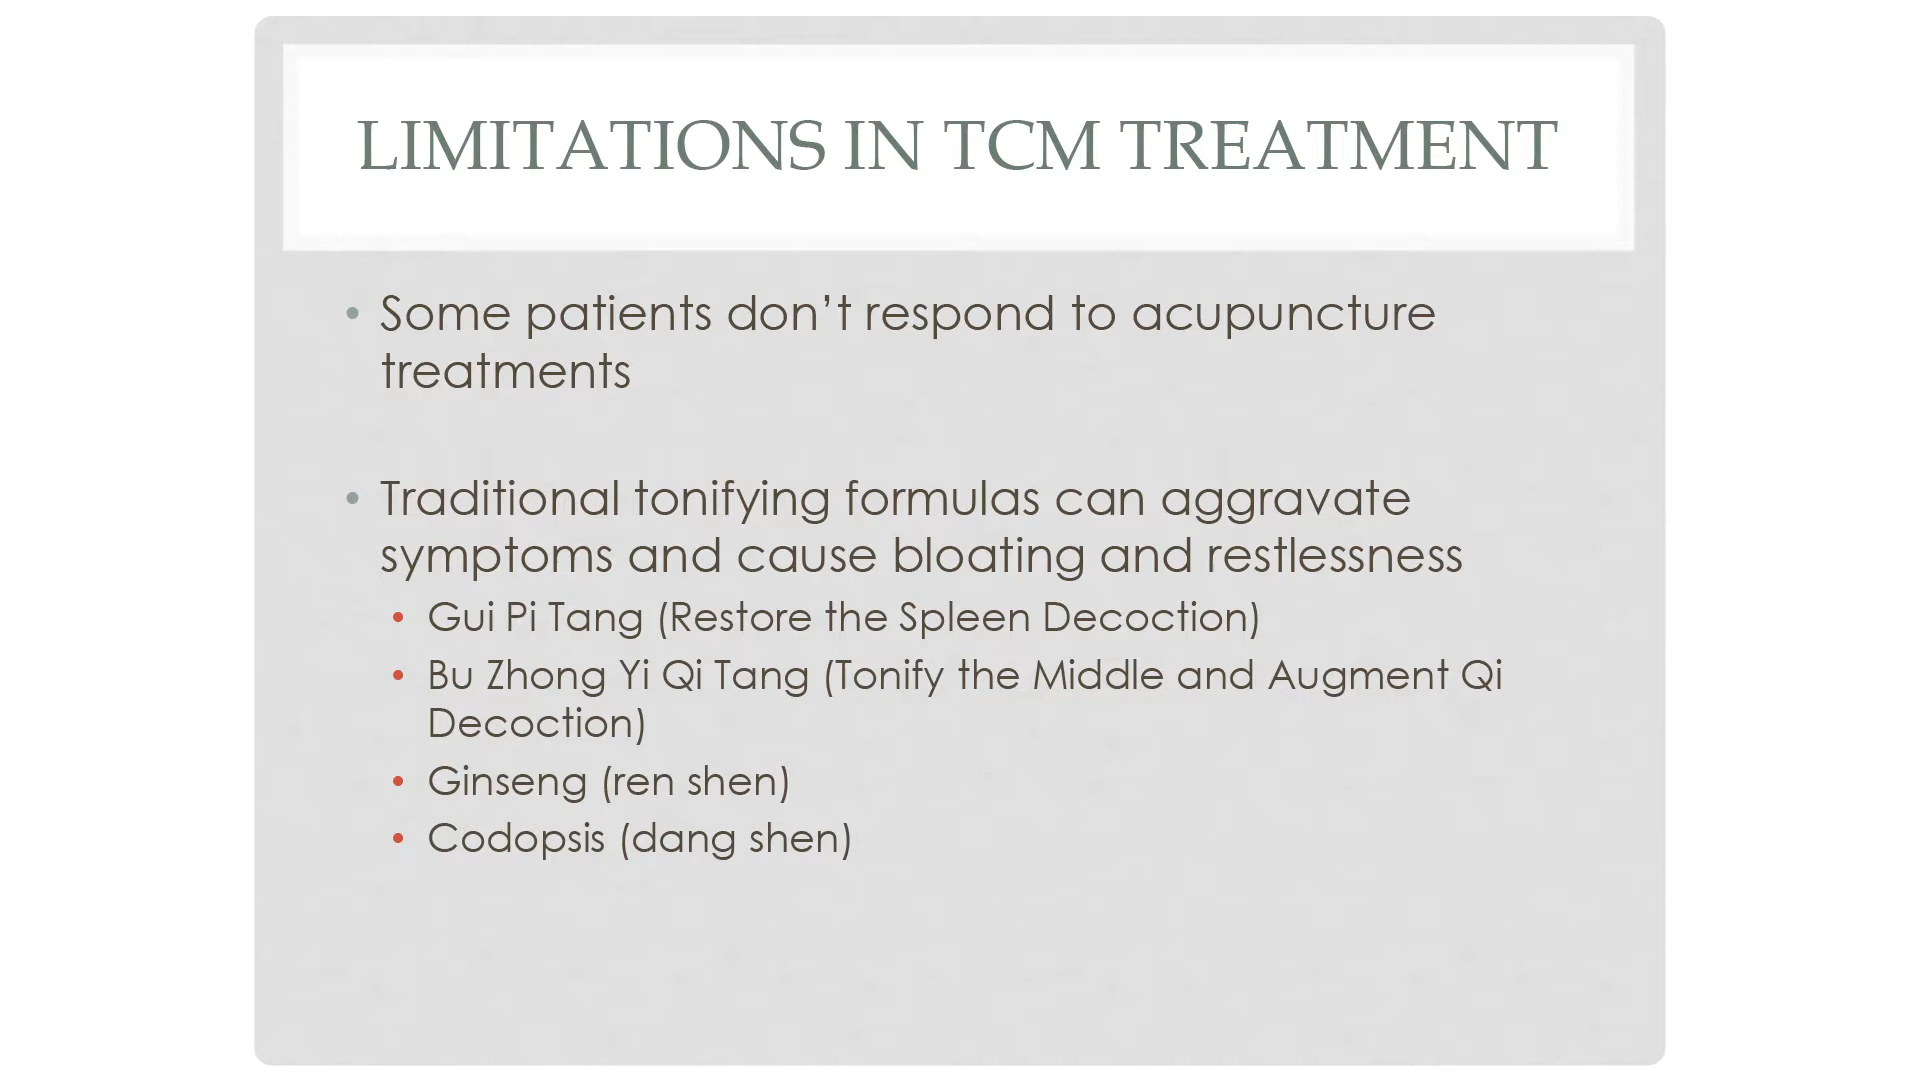 LIMITATIONS IN TCM TREATMENT
• Some patients don’t respond to acupuncture
treatments
• Traditional tonifying formulas can aggravate
symptoms and cause bloating and restlessness
• Gui Pi Tang (Restore the Spleen Decoction)
• Bu Zhong Yi Qi Tang (Tonify the Middle and Augment Qi
Decoction)
• Ginseng (ren shen)
• Codopsis (dang shen)